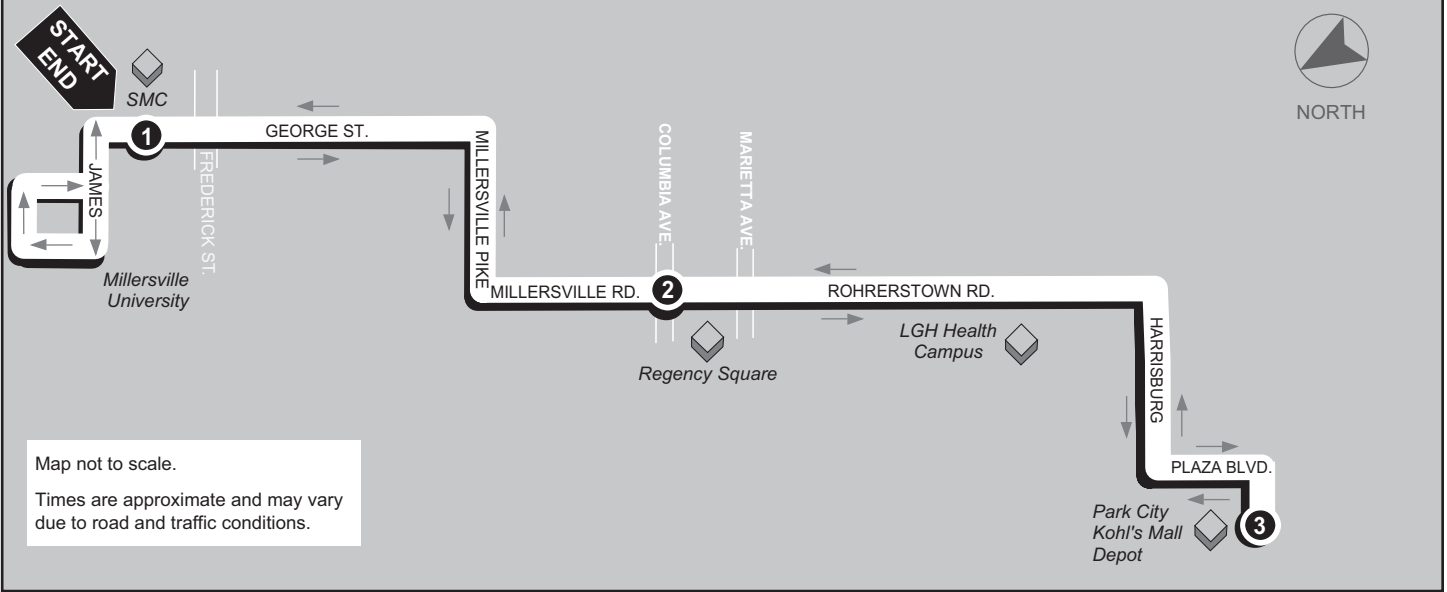 START
END
SMC
1
GEORGE ST.
FREDERICK ST.
JAMES
Millersville
University
MILLERSVILLE PIKE
MILLERSVILLE RD.
COLUMBIA AVE.
2
MARIETTA AVE.
Regency Square
ROHRERSTOWN RD.
LGH Health
Campus
HARRISBURG
PLAZA BLVD.
Park City
Kohl's Mall
Depot
3
NORTH
Map not to scale.
Times are approximate and may vary
due to road and traffic conditions.